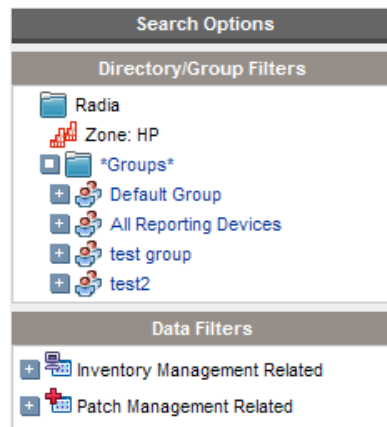 Search Options
Directory/Group Filters
Radia
Zone: HP
*Groups*
Default Group
All Reporting Devices
test group
test2
Data Filters
Inventory Management Related
Patch Management Related